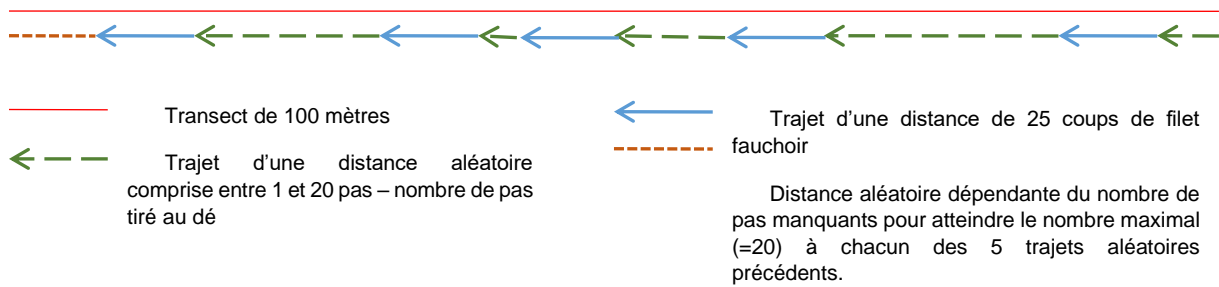 Transect de 100 mètres
Trajet d'une distance aléatoire
comprise entre 1 et 20 pas – nombre de pas
tiré au dé
Trajet d'une distance de 25 coups de filet
fauchoir
Distance aléatoire dépendante du nombre de
pas manquants pour atteindre le nombre maximal
(=20) à chacun des 5 trajets aléatoires
précédents.